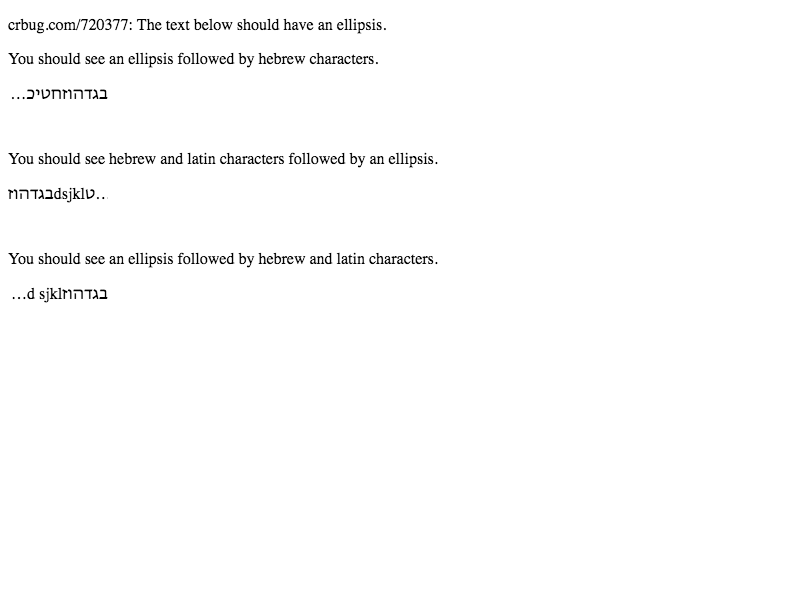 crbug.com/720377: The text below should have an ellipsis.
You should see an ellipsis followed by hebrew characters.
בגדהוזחטיכ…
You should see hebrew and latin characters followed by an ellipsis.
בגדהוזdsjklט…
You should see an ellipsis followed by hebrew and latin characters.
בגדהוזd sjkl…